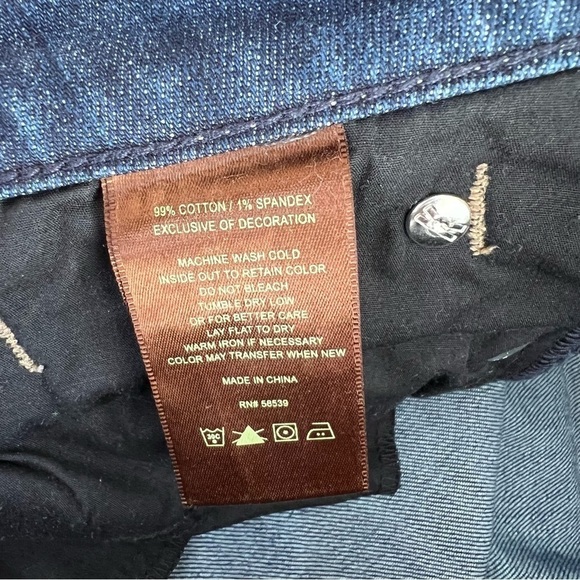 99% COTTON / 1% SPANDEX
EXCLUSIVE OF DECORATION
MACHINE WASH COLD
INSIDE OUT TO RETAIN COLOR
DO NOT BLEACH
TUMBLE DRY LOW
OR FOR BETTER CARE
LAY FLAT TO DRY
WARM IRON IF NECESSARY
COLOR MAY TRANSFER WHEN NEW
MADE IN CHINA
RN# 58539